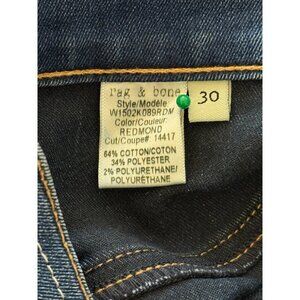 rag & bone
Style/Modèle
W1502K089RDM
Color/Couleur:
REDMOND
Cut/Coupe# 14417
64% COTTON/COTON
34% POLYESTER
2% POLYURETHANE/
POLYURÉTHANE
30